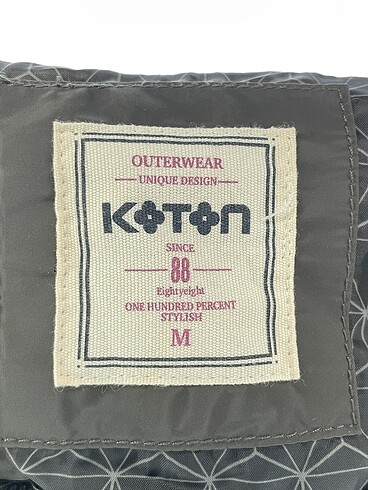 OUTERWEAR
UNIQUE DESIGN
KOTON
SINCE
88
Eightyeight
ONE HUNDRED PERCENT
STYLISH
M